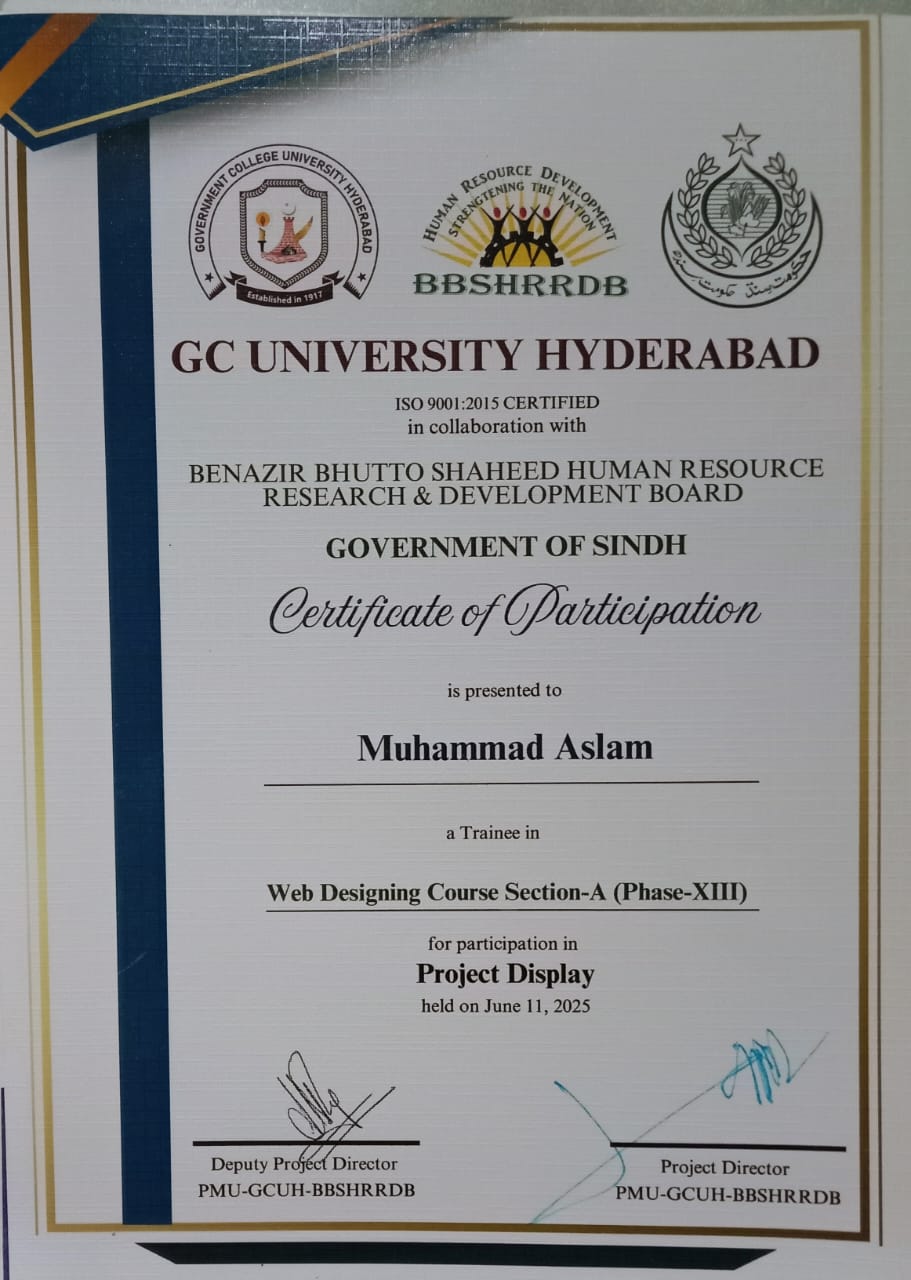 GOVERNMENT COLLEGE UNIVERSITY HYDERABAD
Established in 1917
HUMAN RESOURCE DEVELOPMENT
STRENGTENING THE NATION
BBSHRRDB
حکومت سندھ حکومت سنڌ
GC UNIVERSITY HYDERABAD
ISO 9001:2015 CERTIFIED
in collaboration with
BENAZIR BHUTTO SHAHEED HUMAN RESOURCE
RESEARCH & DEVELOPMENT BOARD
GOVERNMENT OF SINDH
Certificate of Participation
is presented to
Muhammad Aslam
a Trainee in
Web Designing Course Section-A (Phase-XIII)
for participation in
Project Display
held on June 11, 2025
Deputy Project Director
PMU-GCUH-BBSHRRDB
Project Director
PMU-GCUH-BBSHRRDB